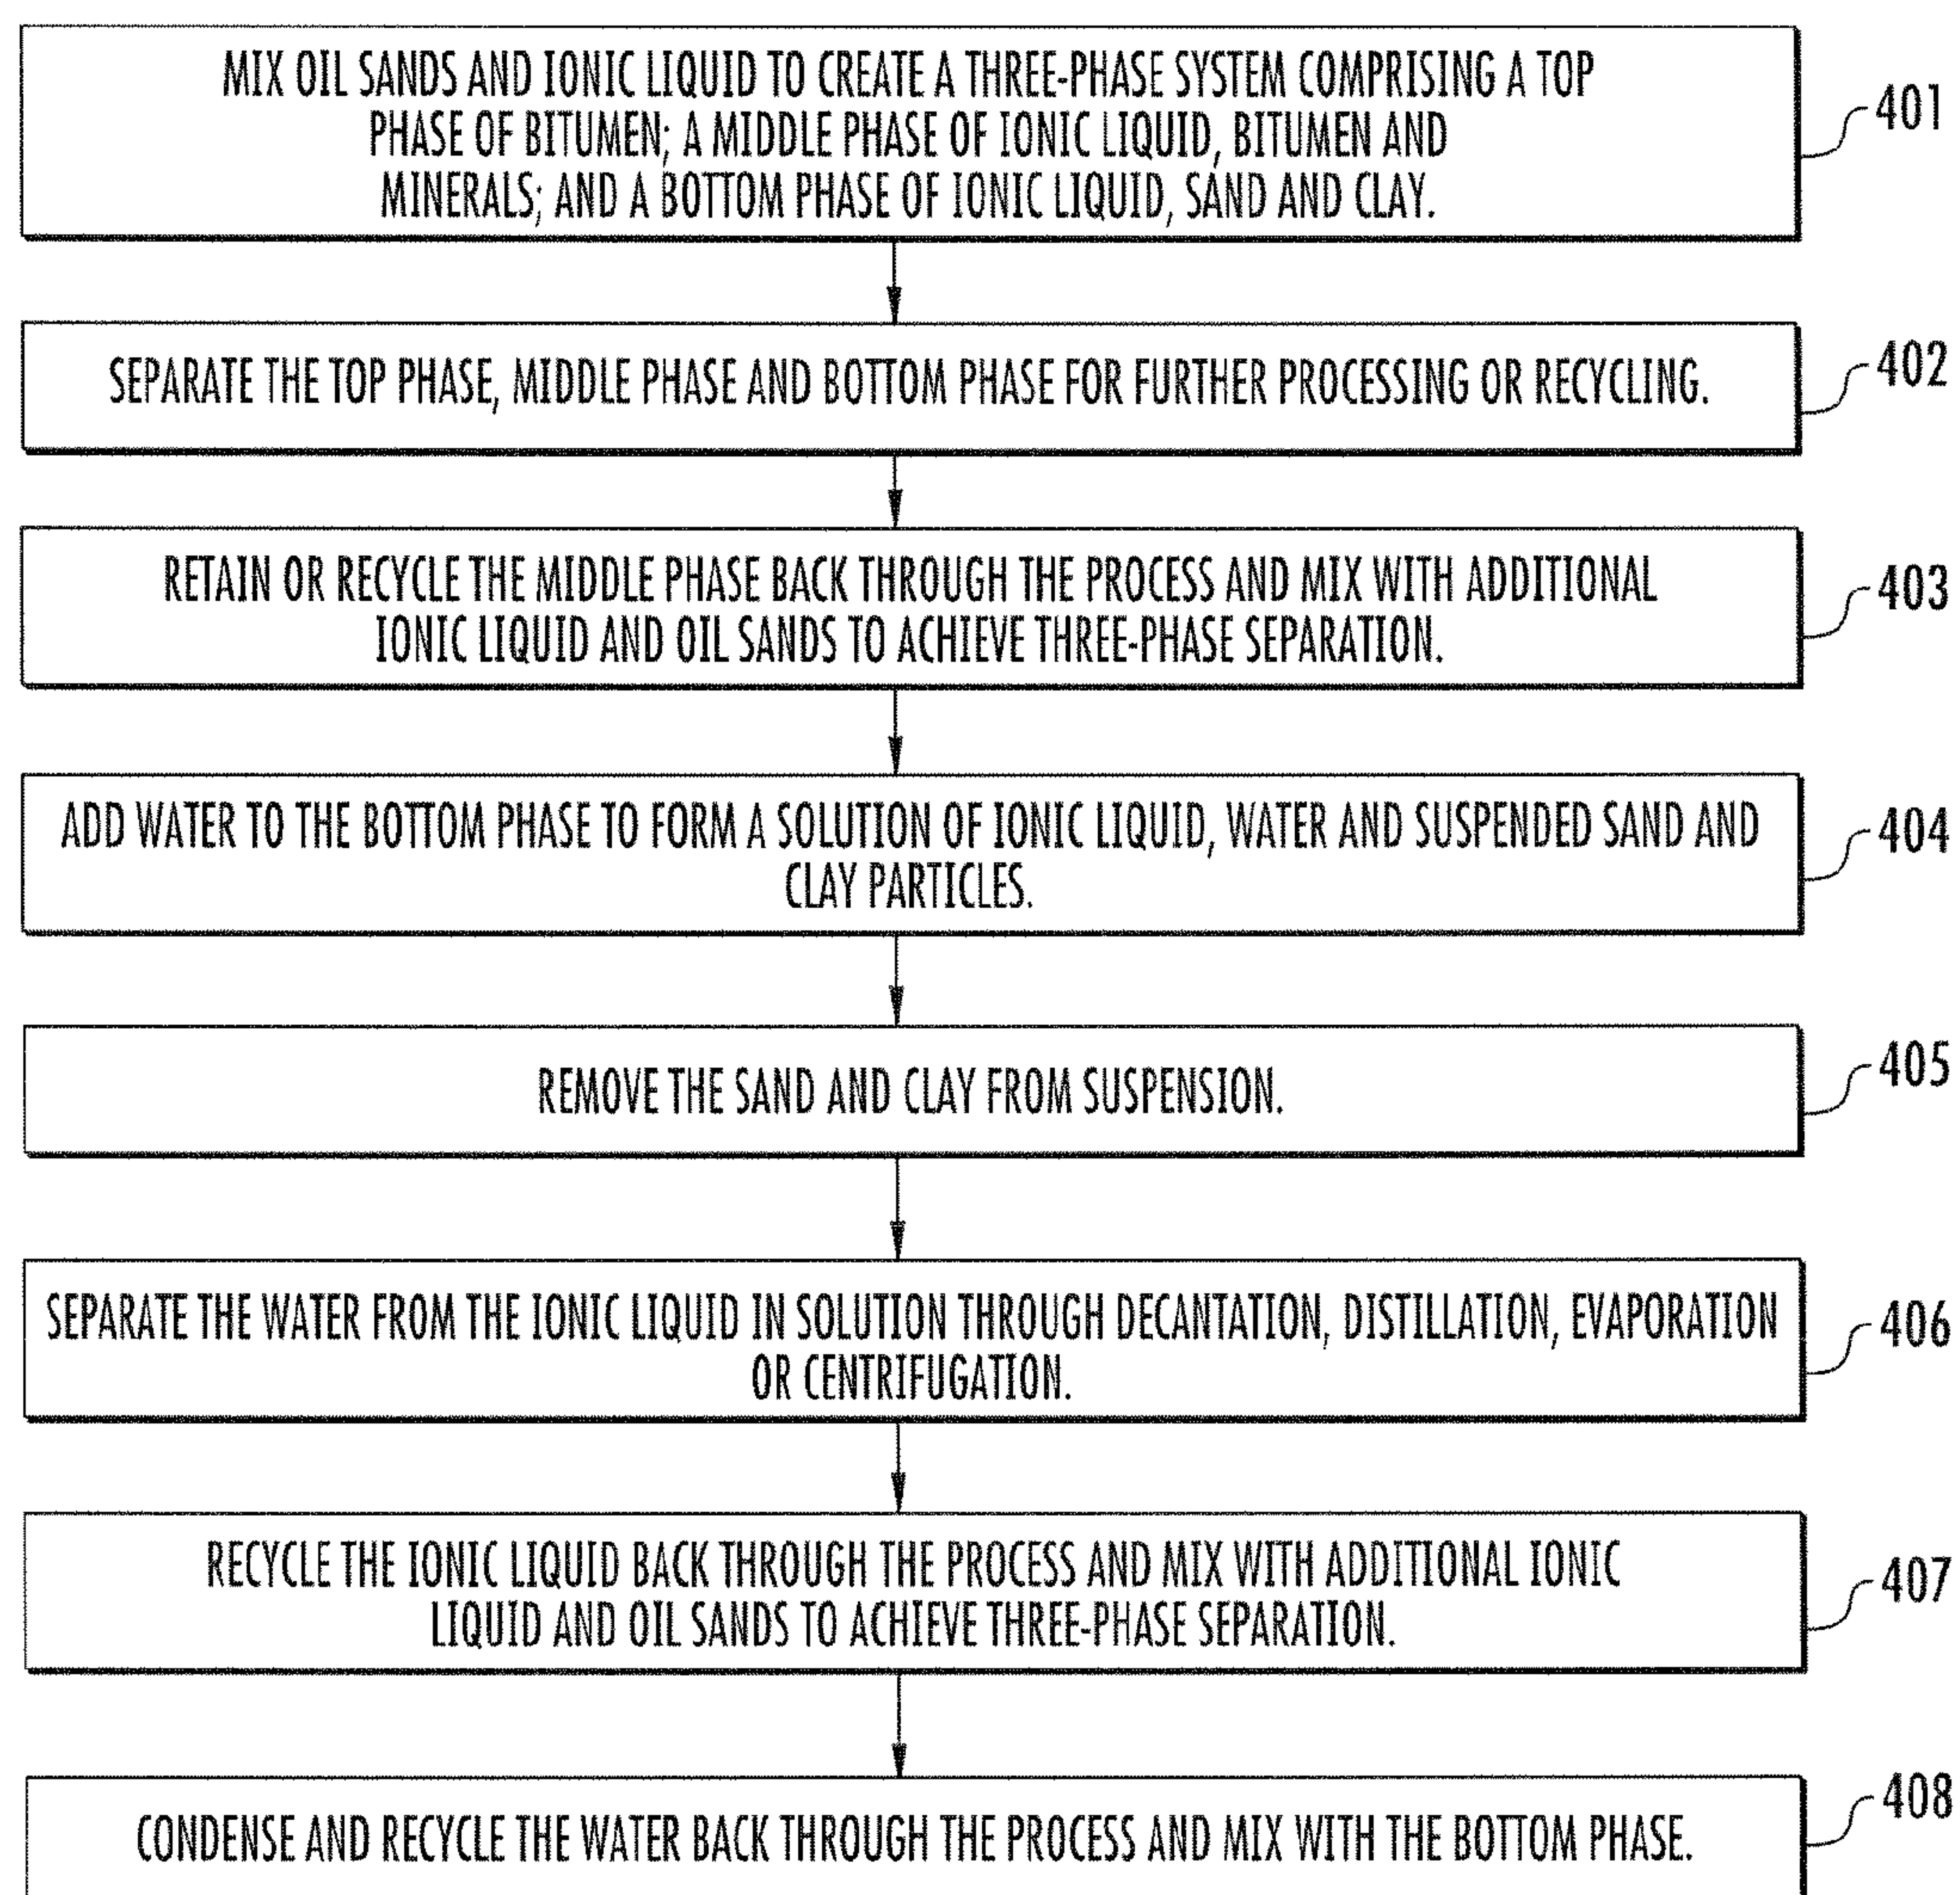 MIX OIL SANDS AND IONIC LIQUID TO CREATE A THREE-PHASE SYSTEM COMPRISING A TOP
PHASE OF BITUMEN; A MIDDLE PHASE OF IONIC LIQUID, BITUMEN AND
MINERALS; AND A BOTTOM PHASE OF IONIC LIQUID, SAND AND CLAY.
401
SEPARATE THE TOP PHASE, MIDDLE PHASE AND BOTTOM PHASE FOR FURTHER PROCESSING OR RECYCLING.
402
RETAIN OR RECYCLE THE MIDDLE PHASE BACK THROUGH THE PROCESS AND MIX WITH ADDITIONAL
IONIC LIQUID AND OIL SANDS TO ACHIEVE THREE-PHASE SEPARATION.
403
ADD WATER TO THE BOTTOM PHASE TO FORM A SOLUTION OF IONIC LIQUID, WATER AND SUSPENDED SAND AND
CLAY PARTICLES.
404
REMOVE THE SAND AND CLAY FROM SUSPENSION.
405
SEPARATE THE WATER FROM THE IONIC LIQUID IN SOLUTION THROUGH DECANTATION, DISTILLATION, EVAPORATION
OR CENTRIFUGATION.
406
RECYCLE THE IONIC LIQUID BACK THROUGH THE PROCESS AND MIX WITH ADDITIONAL IONIC
LIQUID AND OIL SANDS TO ACHIEVE THREE-PHASE SEPARATION.
407
CONDENSE AND RECYCLE THE WATER BACK THROUGH THE PROCESS AND MIX WITH THE BOTTOM PHASE.
408